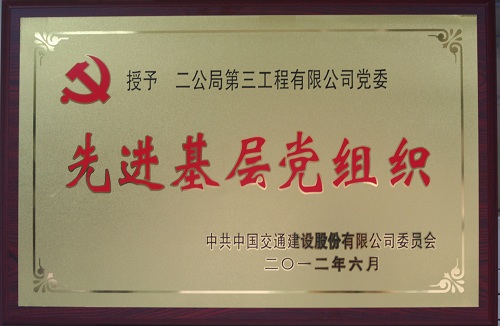 授予 二公局第三工程有限公司党委
先进基层党组织
中共中国交通建设股份有限公司委员会
二〇一二年六月